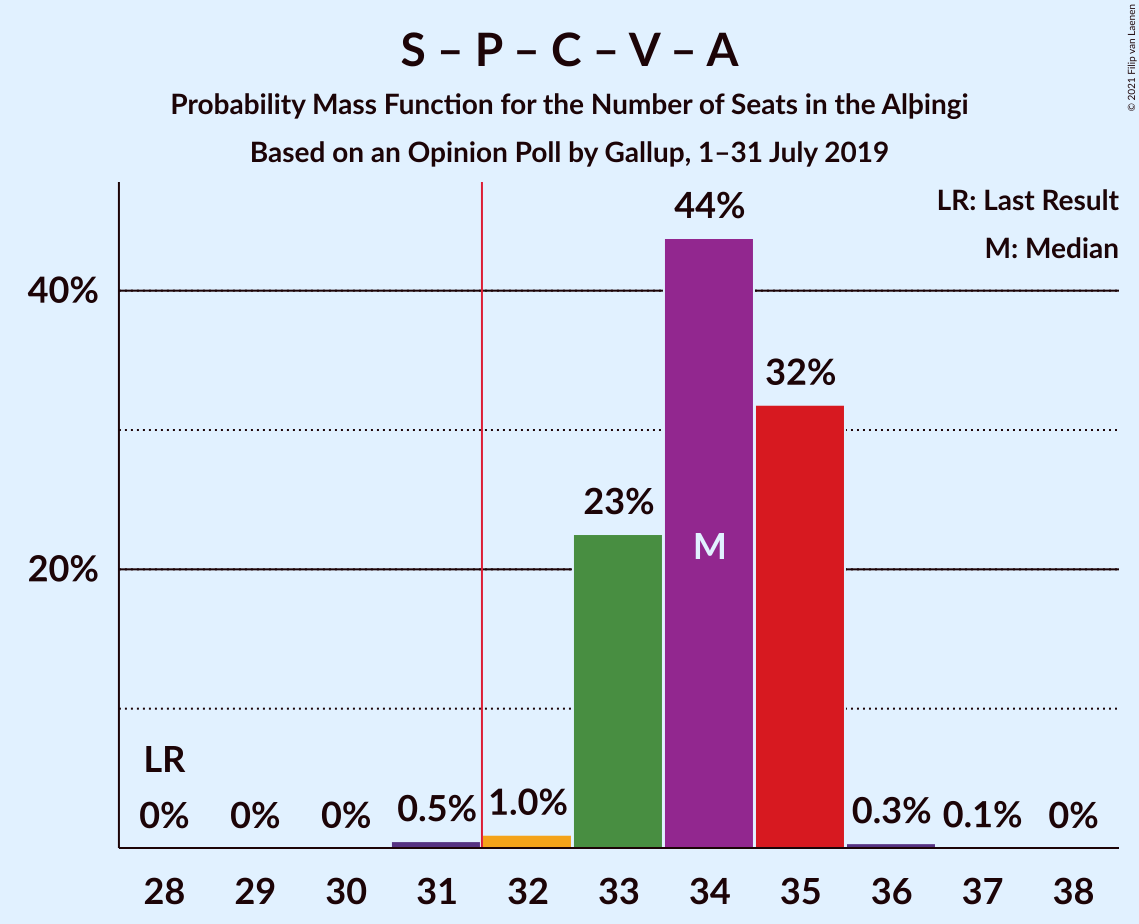 S – P – C – V – A
Probability Mass Function for the Number of Seats in the Alþingi
Based on an Opinion Poll by Gallup, 1–31 July 2019
© 2021 Filip van Laenen
LR: Last Result
M: Median
40%
20%
LR
0%
0%
0%
0.5%
1.0%
23%
44%
M
32%
0.3%
0.1%
0%
28 29 30 31 32 33 34 35 36 37 38